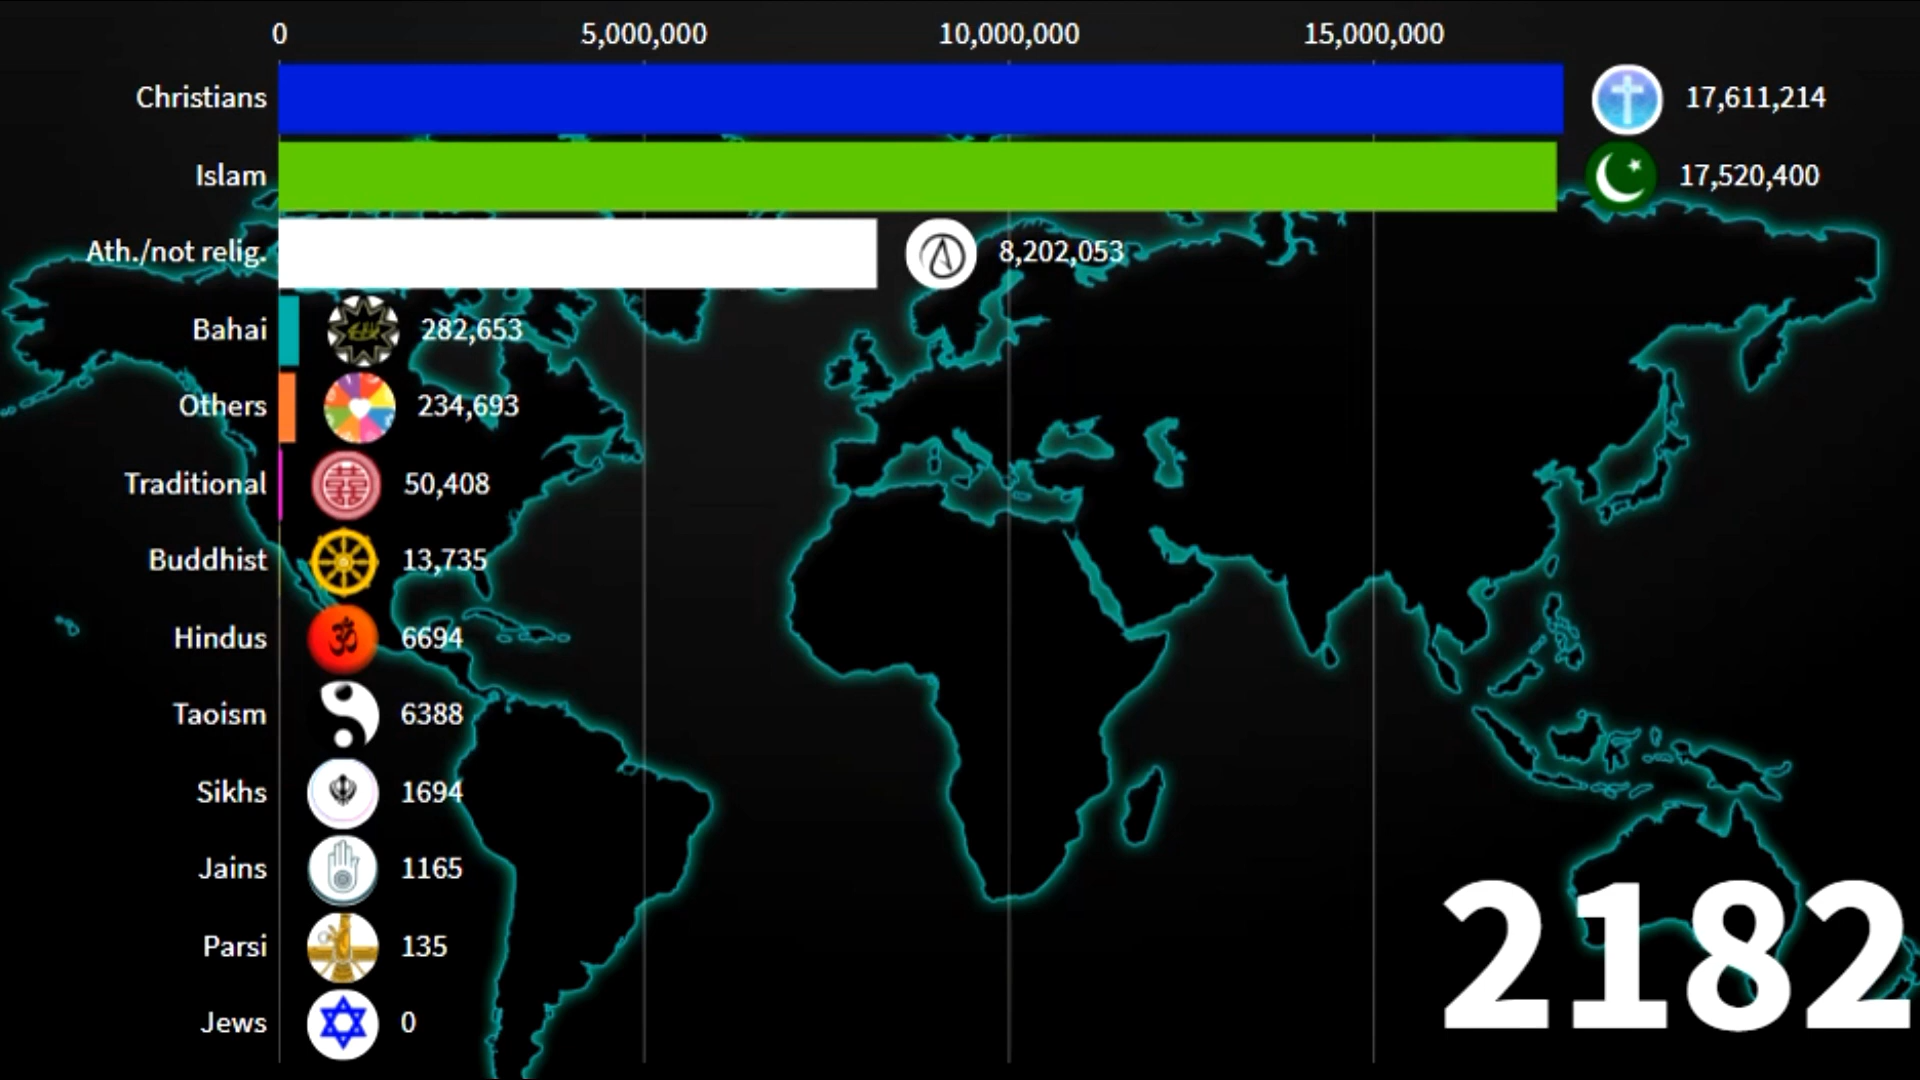 0 5,000,000 10,000,000 15,000,000
Christians 17,611,214
Islam 17,520,400
Ath./not relig. 8,202,053
Bahai 282,653
Others 234,693
Traditional 50,408
Buddhist 13,735
Hindus ॐ 6694
Taoism 6388
Sikhs 1694
Jains 1165
Parsi 135
Jews 0
2182